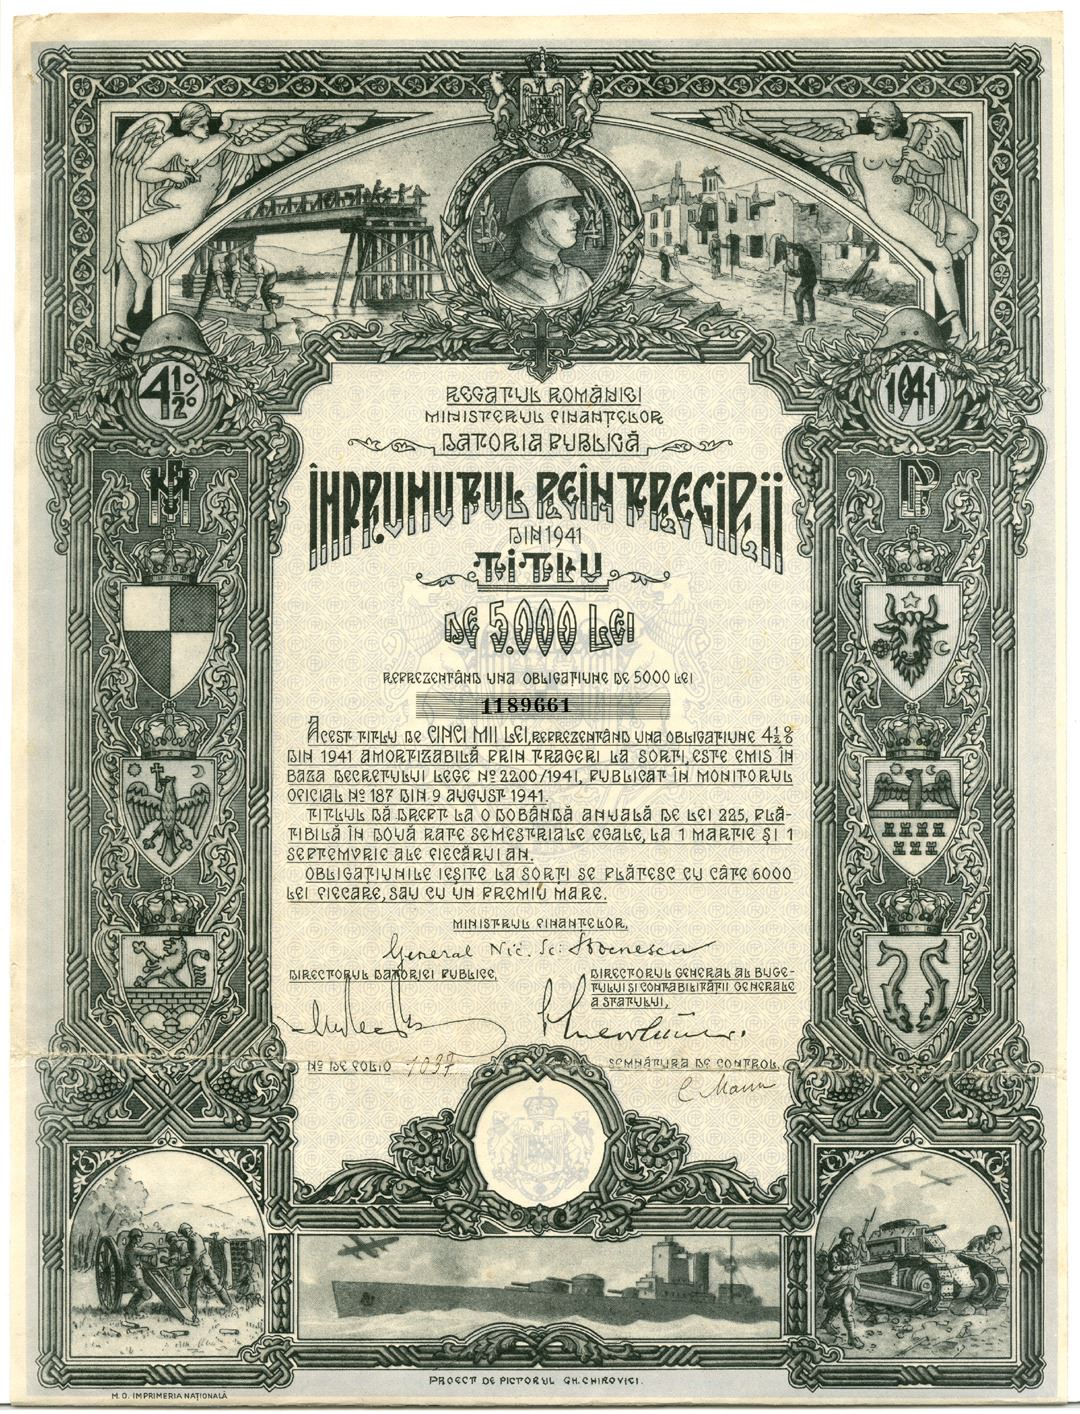 4½%
1941
REGATUL ROMÂNIEI
MINISTERUL FINANȚELOR
DATORIA PUBLICĂ
ÎMPRUMUTUL REÎNTREGIRII
DIN 1941
TITLU
DE 5.000 LEI
REPREZENTÂND UNA OBLIGAȚIUNE DE 5000 LEI
1189661
ACEST TITLU DE CINCI MII LEI, REPREZENTÂND UNA OBLIGAȚIUNE 4½%
DIN 1941 AMORTIZABILĂ PRIN TRAGERI LA SORȚI, ESTE EMIS ÎN
BAZA DECRETULUI LEGE Nº 2200/1941, PUBLICAT ÎN MONITORUL
OFICIAL Nº 187 DIN 9 AUGUST 1941.
TITLUL DĂ DREPT LA O DOBÂNDĂ ANUALĂ DE LEI 225, PLĂ-
TIBILĂ ÎN DOUĂ RATE SEMESTRIALE EGALE, LA 1 MARTIE ȘI 1
SEPTEMVRIE ALE FIECĂRUI AN.
OBLIGAȚIUNILE IEȘITE LA SORȚI SE PLĂTESC CU CÂTE 6000
LEI FIECARE, SAU CU UN PREMIU MARE.
MINISTRUL FINANȚELOR,
General Nic. Sc. Stoenescu
DIRECTORUL DATORIEI PUBLICE,
DIRECTORUL GENERAL AL BUGE-
TULUI ȘI CONTABILITĂȚII GENERALE
A STATULUI,
Nº DE FOLIO 1037
SEMNĂTURA DE CONTROL,
C Marin
PROECT DE PICTORUL GH. CHIROVICI.
M. O. IMPRIMERIA NAȚIONALĂ